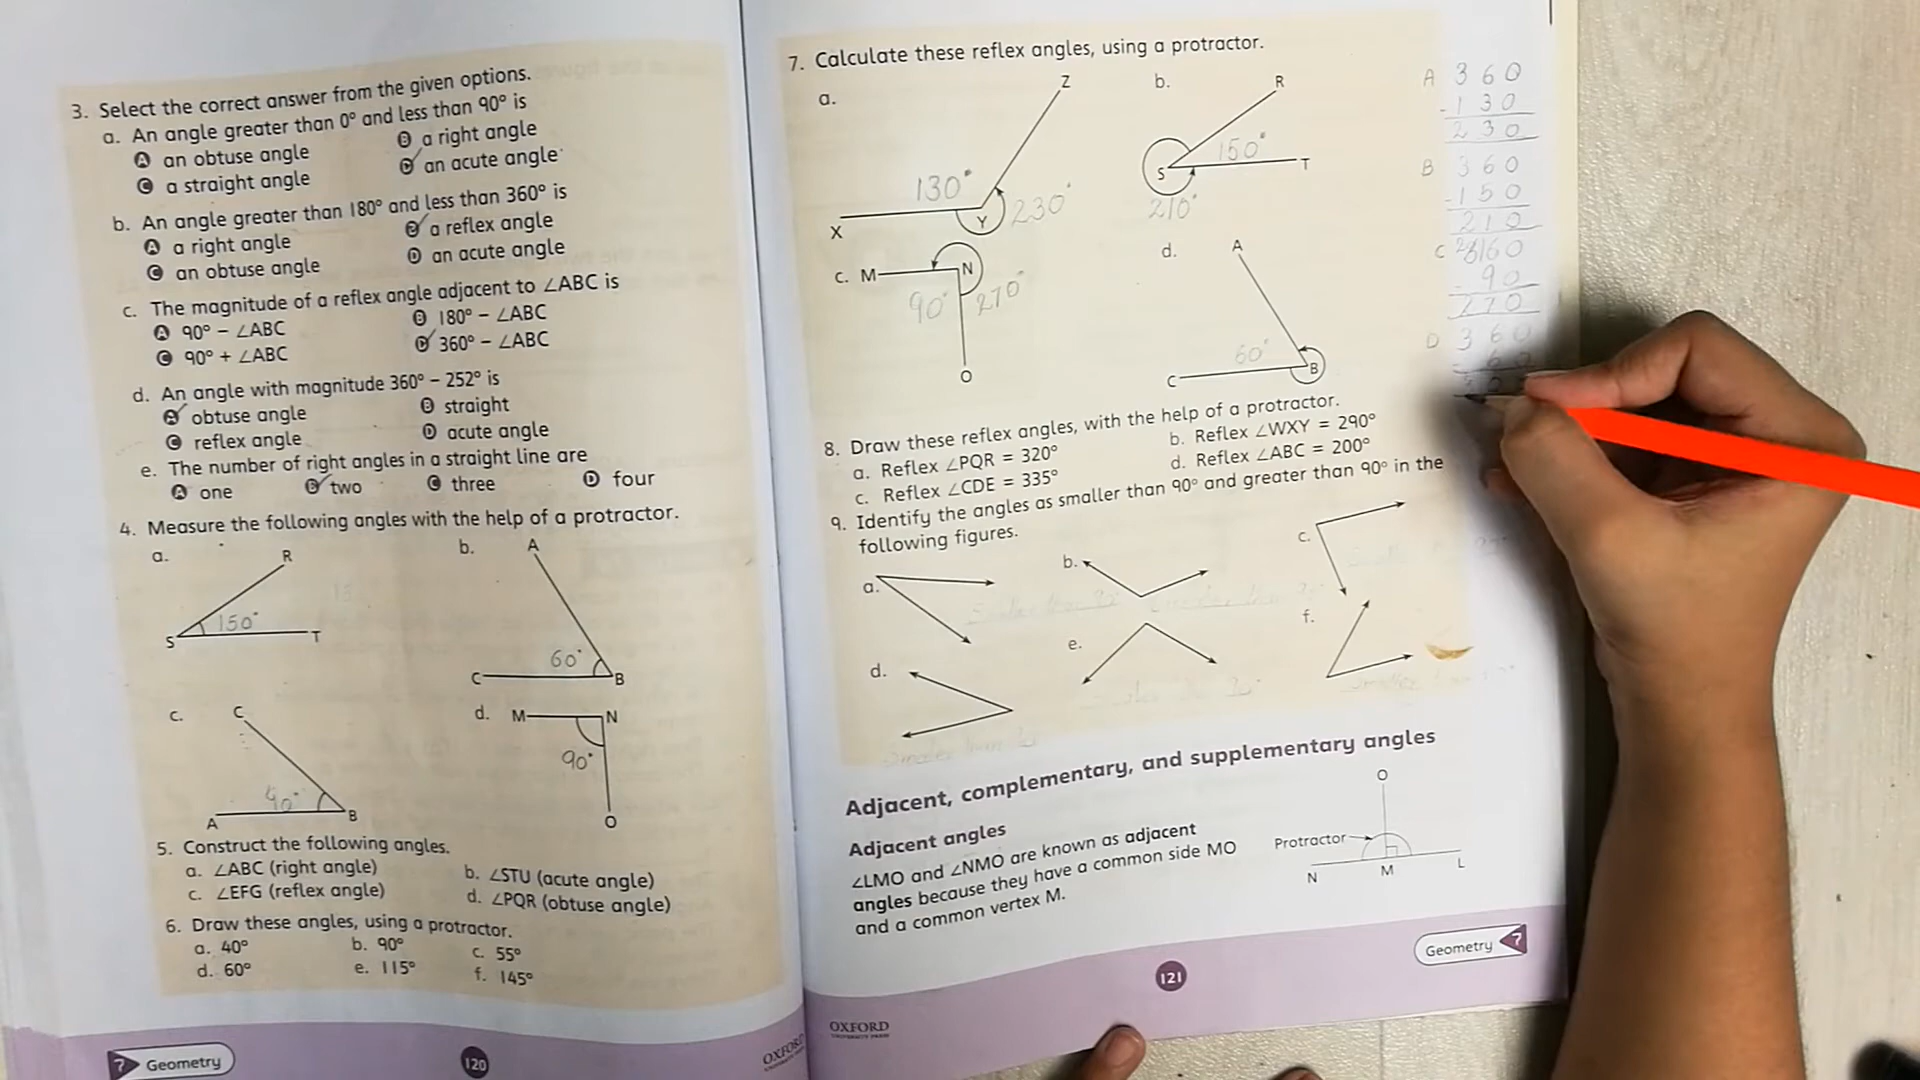 3. Select the correct answer from the given options.
a. An angle greater than 0° and less than 90° is
A an obtuse angle
B a right angle
C a straight angle
D an acute angle
b. An angle greater than 180° and less than 360° is
A a right angle
B a reflex angle
C an obtuse angle
D an acute angle
c. The magnitude of a reflex angle adjacent to ∠ABC is
A 90° – ∠ABC
B 180° – ∠ABC
C 90° + ∠ABC
D 360° – ∠ABC
d. An angle with magnitude 360° – 252° is
A obtuse angle
B straight
C reflex angle
D acute angle
e. The number of right angles in a straight line are
A one
B two
C three
D four
4. Measure the following angles with the help of a protractor.
a. R
S 150° T
b. A
C 60° B
c. C
A 40° B
d. M N
90°
O
5. Construct the following angles.
a. ∠ABC (right angle)
b. ∠STU (acute angle)
c. ∠EFG (reflex angle)
d. ∠PQR (obtuse angle)
6. Draw these angles, using a protractor.
a. 40°
b. 90°
c. 55°
d. 60°
e. 115°
f. 145°
7 Geometry
120
OXFORD
7. Calculate these reflex angles, using a protractor.
a. Z
130°
X Y 230°
b. R
S 150° T
210°
c. M N
90° 270°
O
d. A
60°
C B
A 360
-130
230
B 360
-150
210
C 360
- 90
270
D 360
8. Draw these reflex angles, with the help of a protractor.
a. Reflex ∠PQR = 320°
b. Reflex ∠WXY = 290°
c. Reflex ∠CDE = 335°
d. Reflex ∠ABC = 200°
9. Identify the angles as smaller than 90° and greater than 90° in the
following figures.
a.
b.
c.
d.
e.
f.
Adjacent, complementary, and supplementary angles
Adjacent angles
∠LMO and ∠NMO are known as adjacent
angles because they have a common side MO
and a common vertex M.
O
Protractor
N M L
Geometry 7
121
OXFORD
UNIVERSITY PRESS